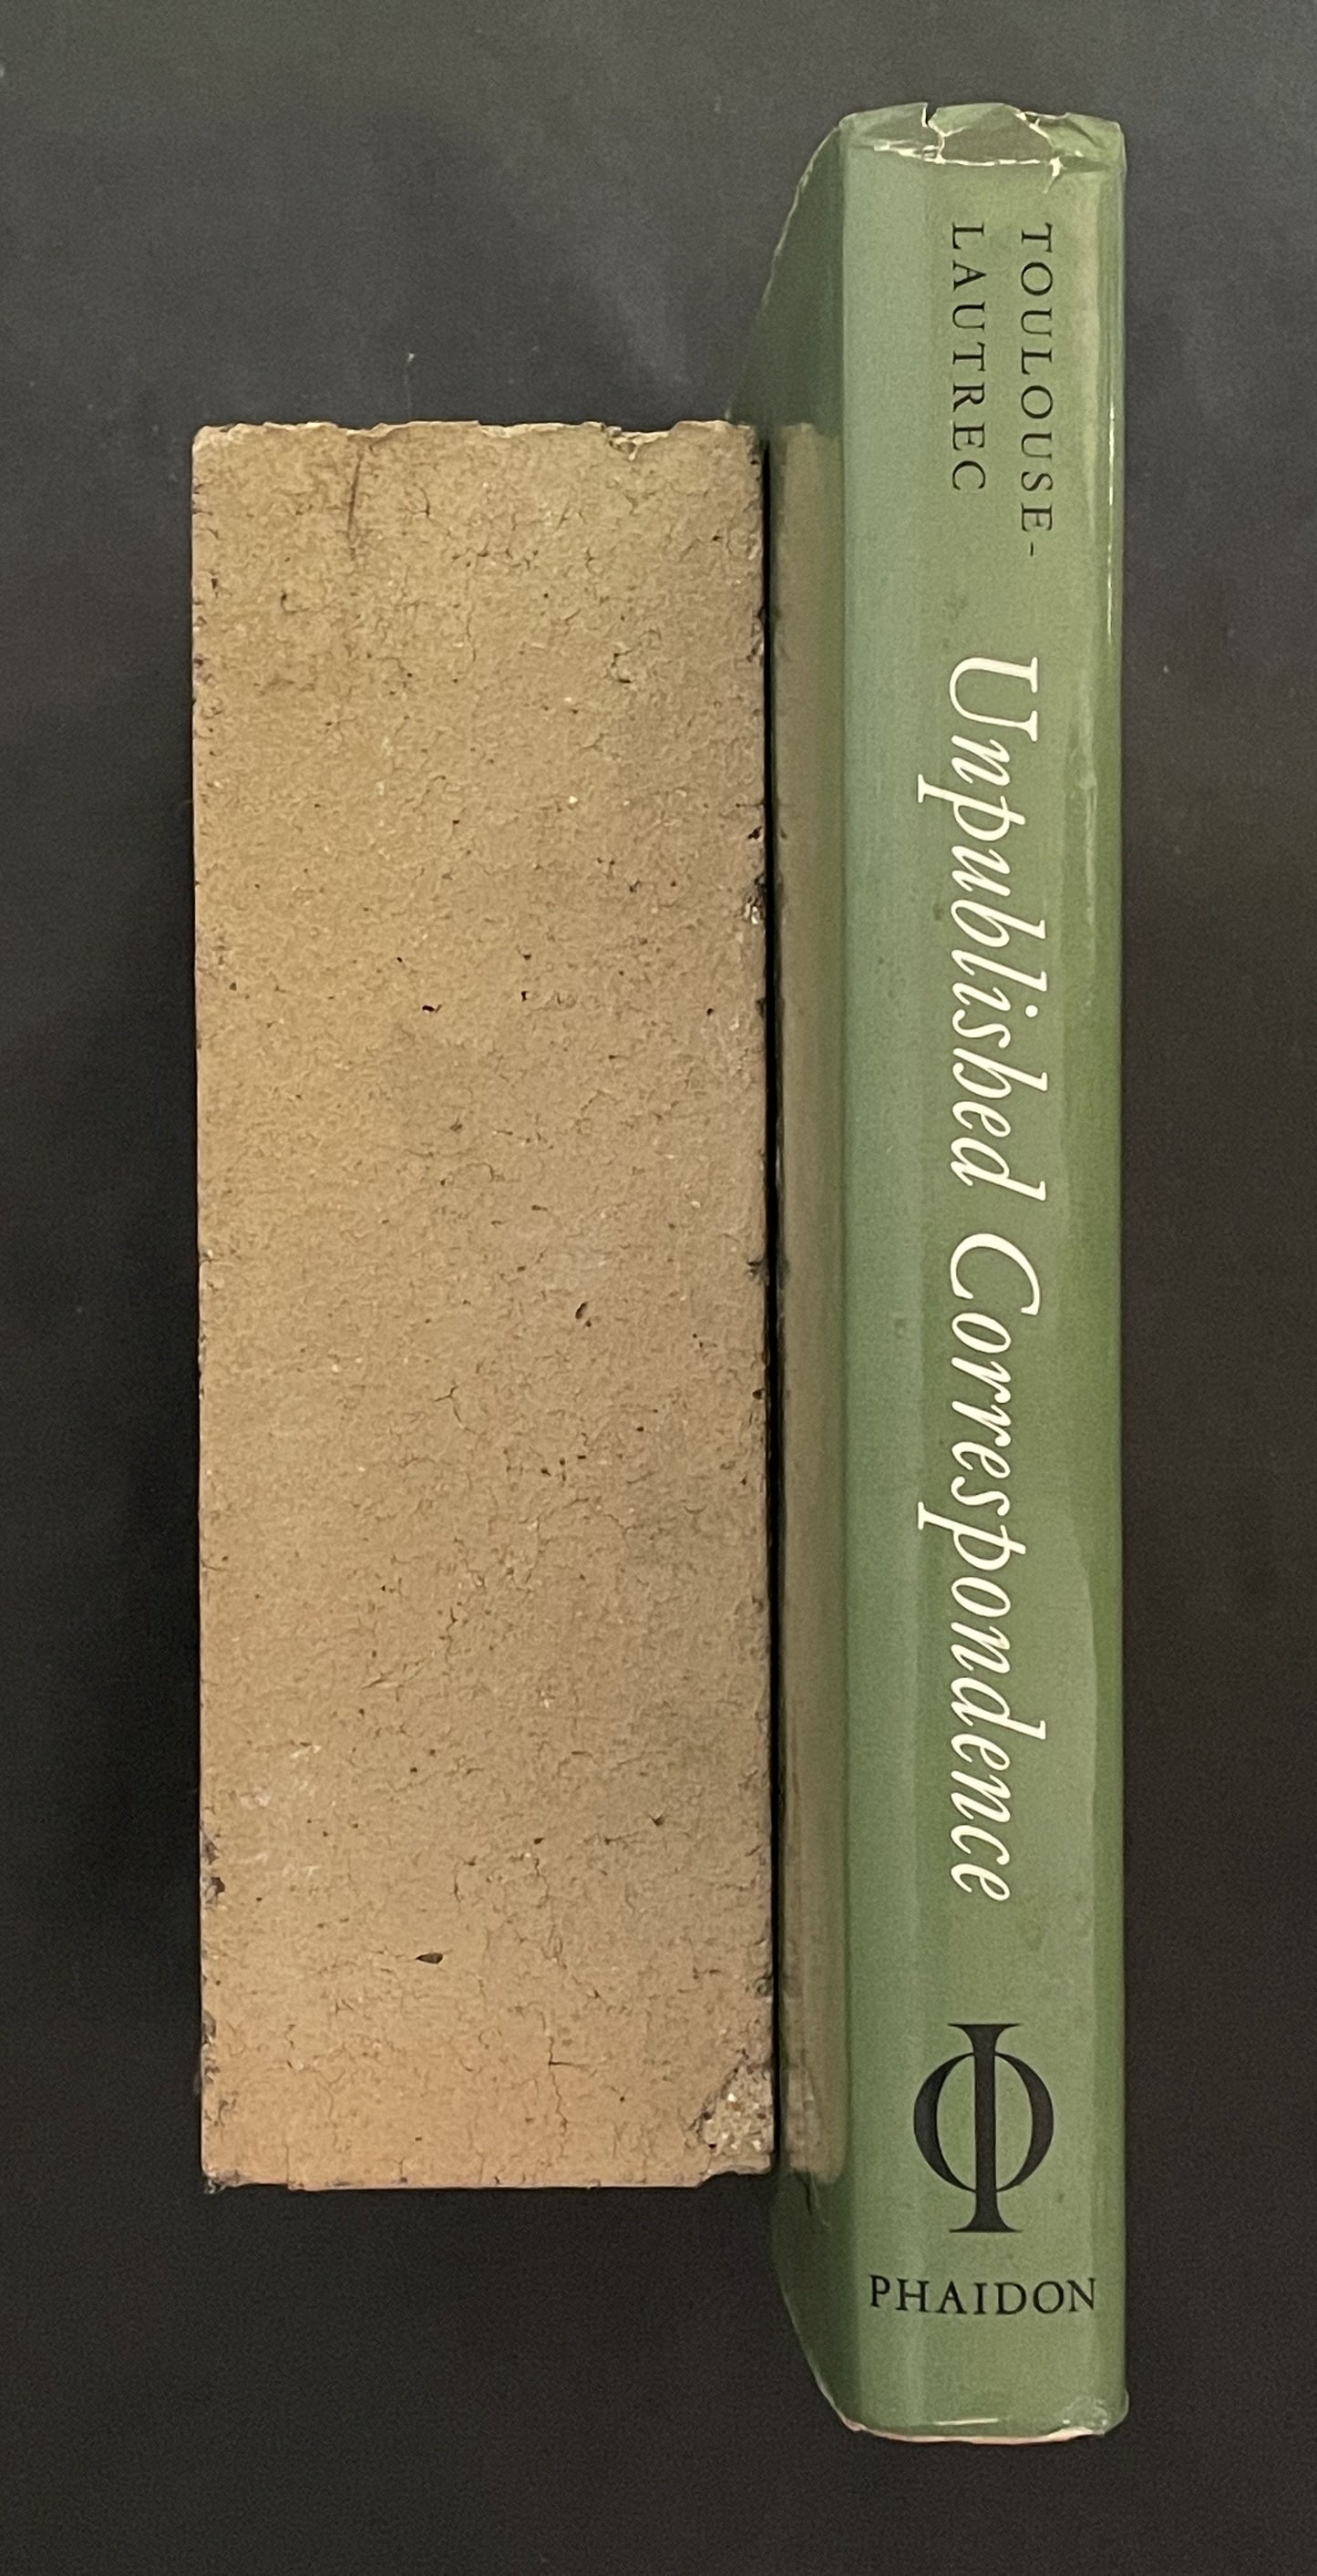 TOULOUSE-
LAUTREC
Unpublished Correspondence
PHAIDON